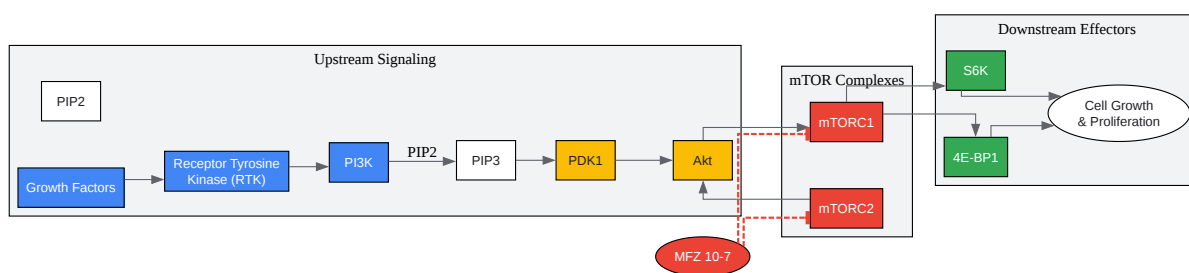 Upstream Signaling
PIP2
Growth Factors
Receptor Tyrosine
Kinase (RTK)
PI3K
PIP2
PIP3
PDK1
Akt
mTOR Complexes
mTORC1
mTORC2
MFZ 10-7
Downstream Effectors
S6K
4E-BP1
Cell Growth
& Proliferation